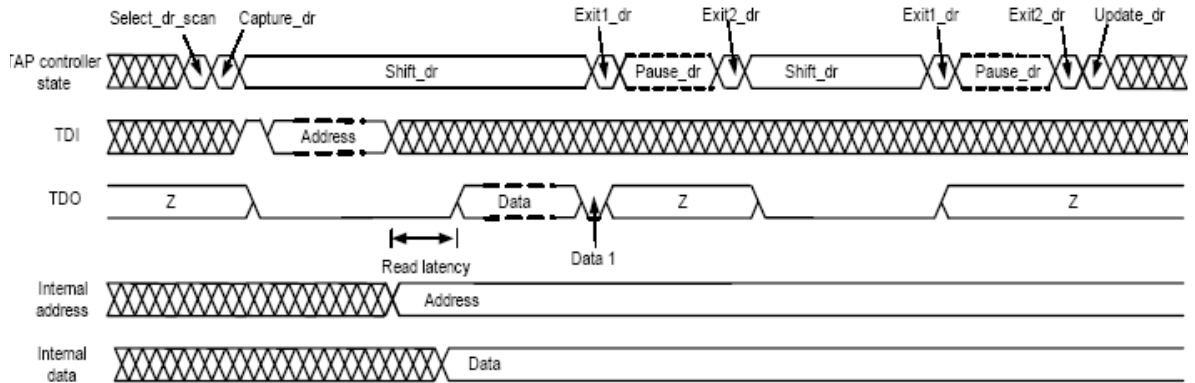 Select_dr_scan Capture_dr Exit1_dr Exit2_dr Exit1_dr Exit2_dr Update_dr
TAP controller
state
Shift_dr Pause_dr Shift_dr Pause_dr
TDI
Address
TDO
Z Data Z Z
Read latency
Data 1
Internal
address
Address
Internal
data
Data